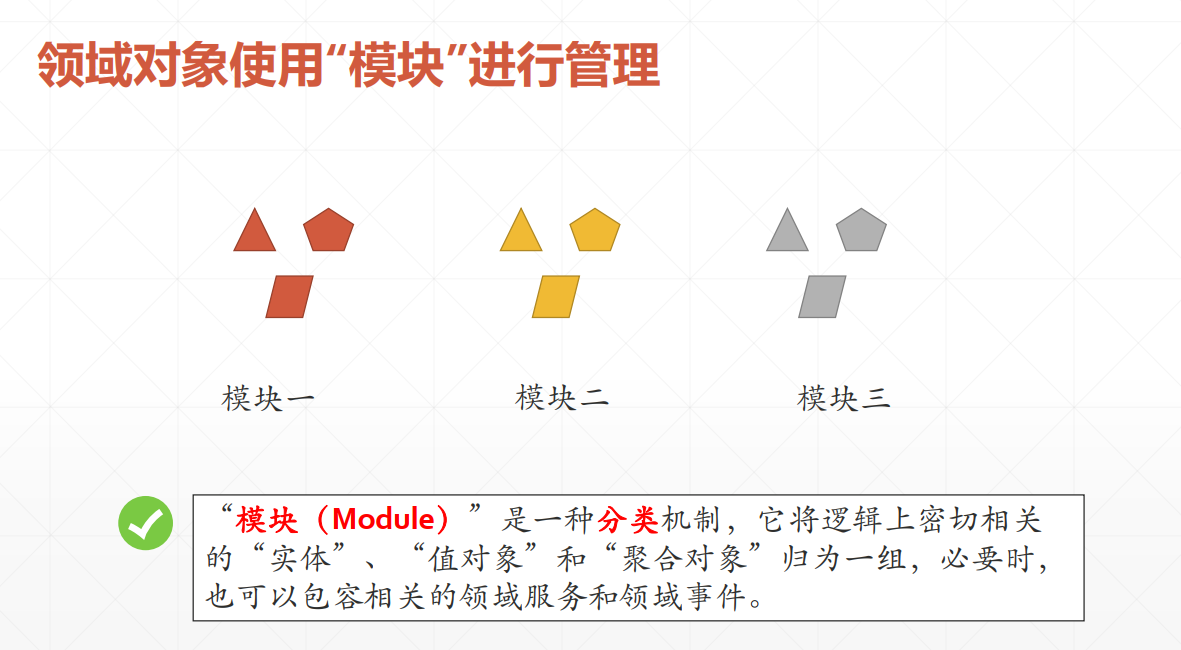 领域对象使用“模块”进行管理
模块一
模块二
模块三
“模块（Module）”是一种分类机制，它将逻辑上密切相关
的“实体”、“值对象”和“聚合对象”归为一组，必要时，
也可以包容相关的领域服务和领域事件。